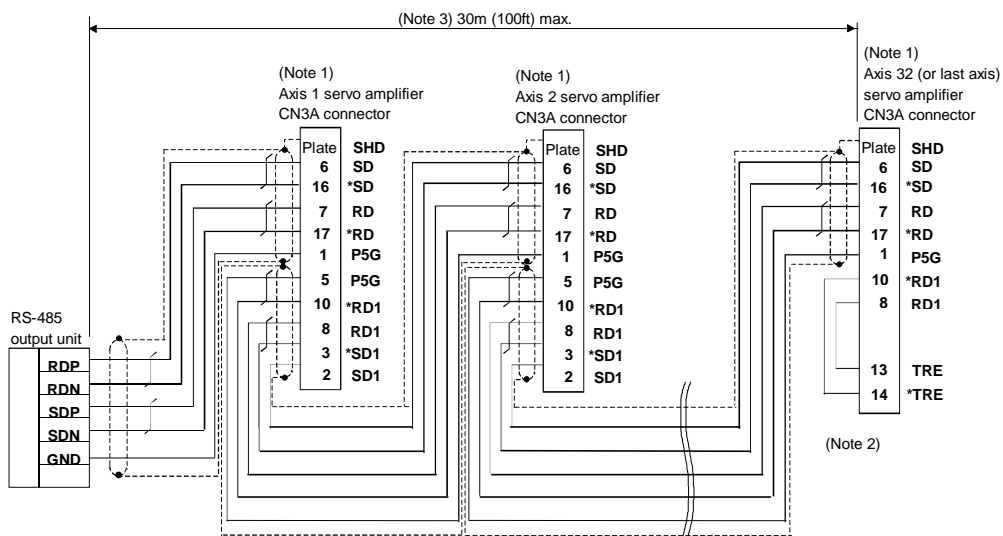 (Note 3) 30m (100ft) max.
(Note 1)
Axis 1 servo amplifier
CN3A connector
Plate SHD
6 SD
16 *SD
7 RD
17 *RD
1 P5G
5 P5G
10 *RD1
8 RD1
3 *SD1
2 SD1
(Note 1)
Axis 2 servo amplifier
CN3A connector
Plate SHD
6 SD
16 *SD
7 RD
17 *RD
1 P5G
5 P5G
10 *RD1
8 RD1
3 *SD1
2 SD1
(Note 1)
Axis 32 (or last axis)
servo amplifier
CN3A connector
Plate SHD
6 SD
16 *SD
7 RD
17 *RD
1 P5G
10 *RD1
8 RD1
13 TRE
14 *TRE
(Note 2)
RS-485
output unit
RDP
RDN
SDP
SDN
GND